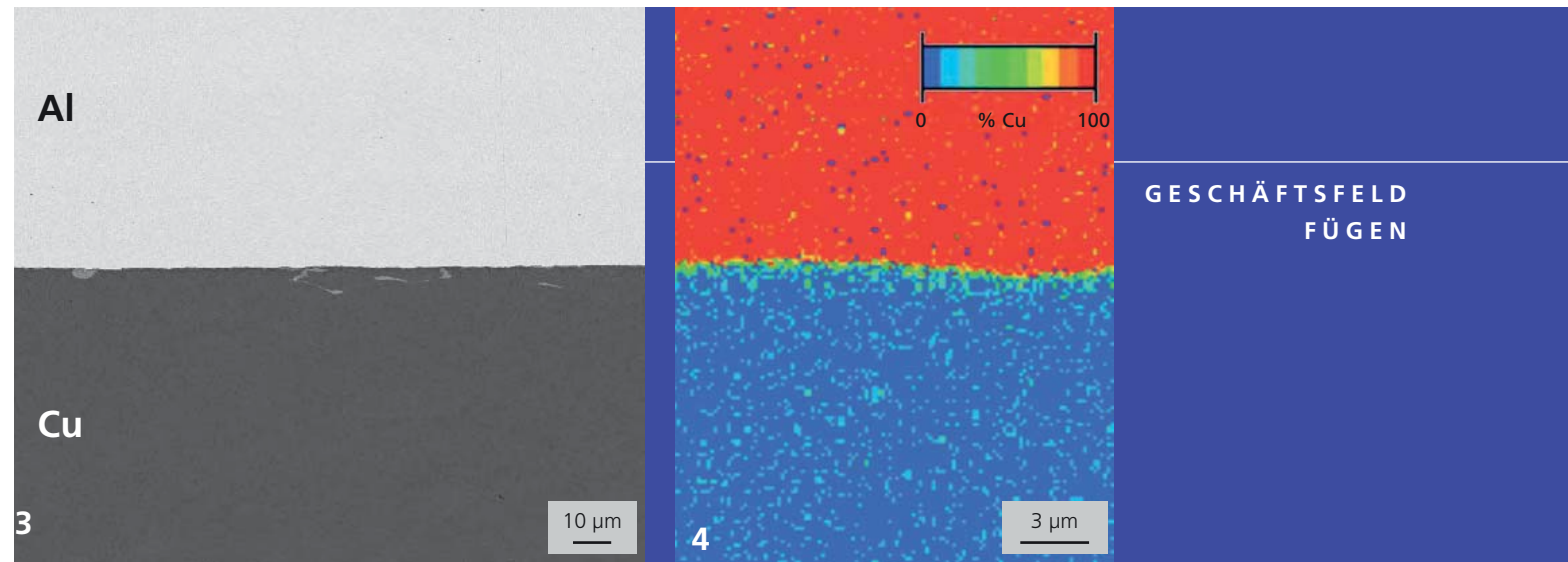 Al
Cu
3
10 µm
0 % Cu 100
4
3 µm
GESCHÄFTSFELD
FÜGEN